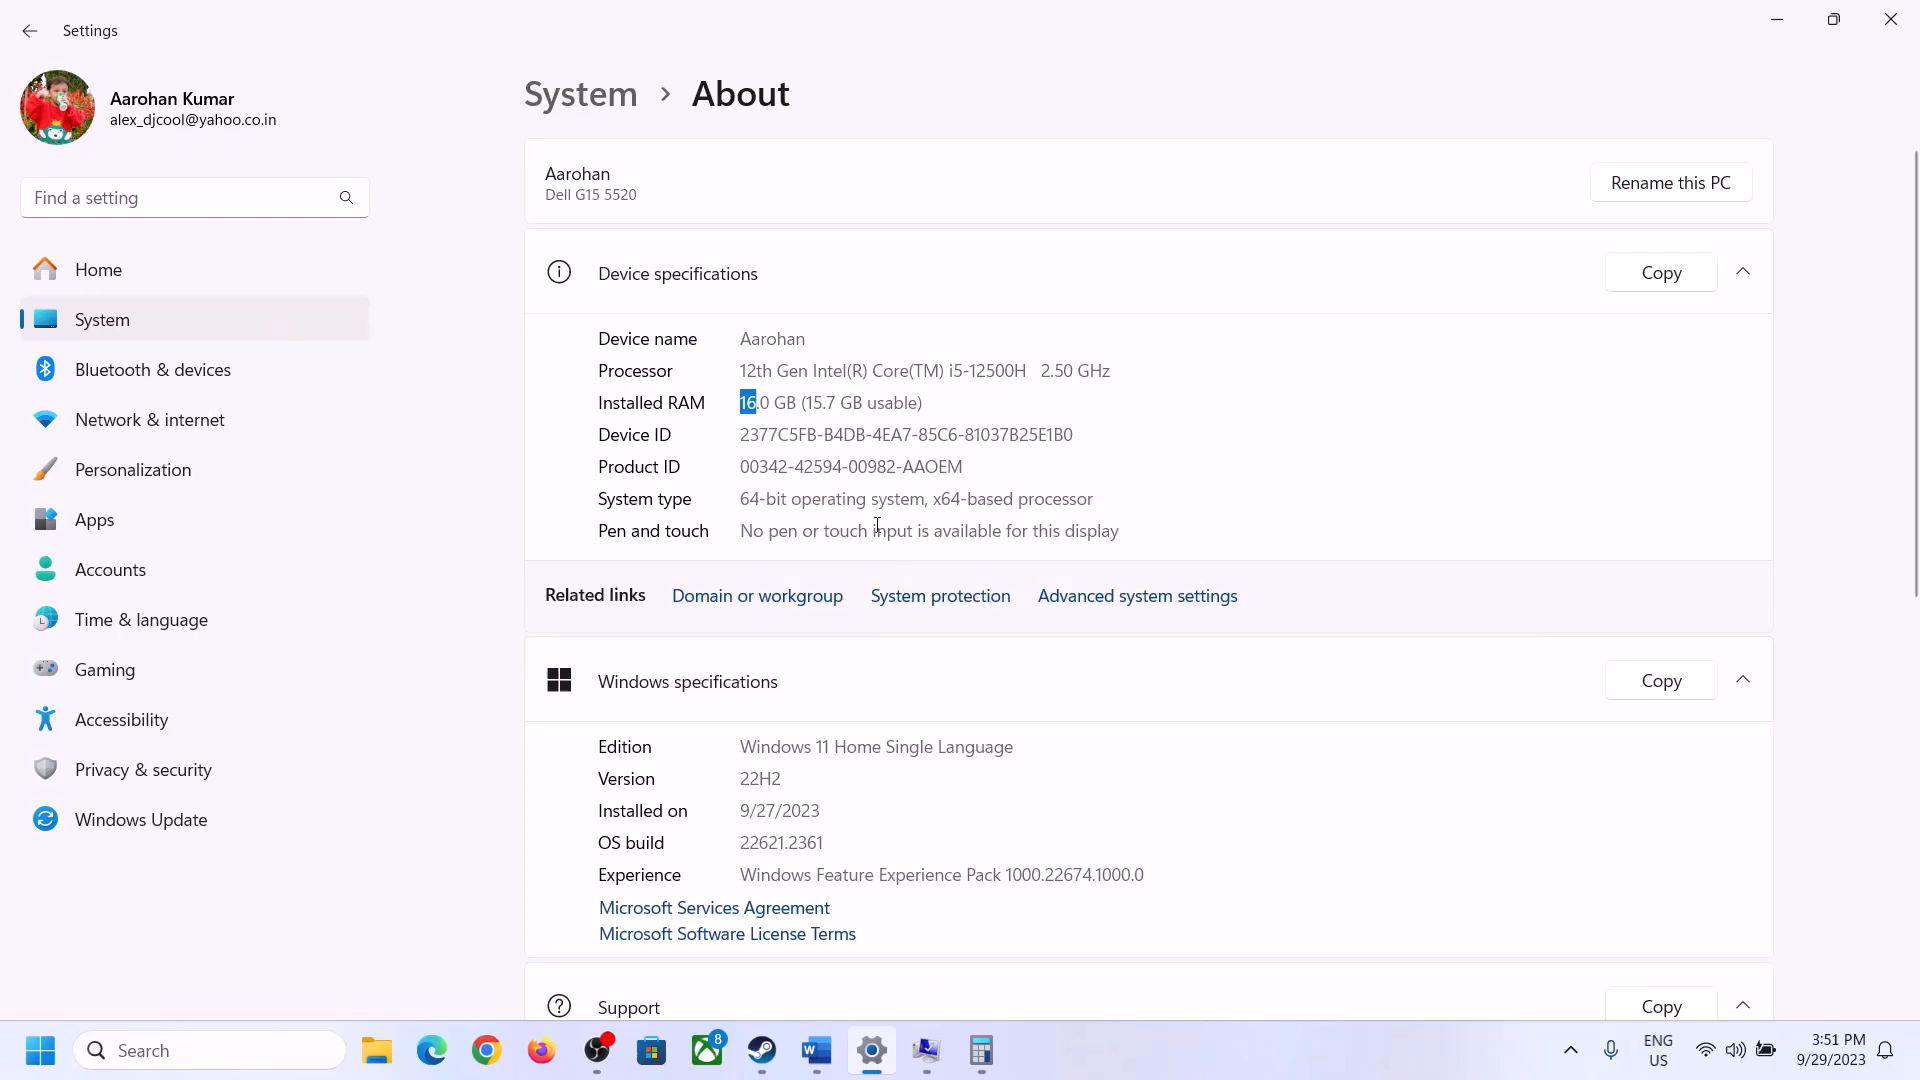 Settings
Aarohan Kumar
alex_djcool@yahoo.co.in
Find a setting
Home
System
Bluetooth & devices
Network & internet
Personalization
Apps
Accounts
Time & language
Gaming
Accessibility
Privacy & security
Windows Update
System > About
Aarohan
Dell G15 5520
Rename this PC
Device specifications
Copy
Device name Aarohan
Processor 12th Gen Intel(R) Core(TM) i5-12500H 2.50 GHz
Installed RAM 16.0 GB (15.7 GB usable)
Device ID 2377C5FB-B4DB-4EA7-85C6-81037B25E1B0
Product ID 00342-42594-00982-AAOEM
System type 64-bit operating system, x64-based processor
Pen and touch No pen or touch input is available for this display
Related links Domain or workgroup System protection Advanced system settings
Windows specifications
Copy
Edition Windows 11 Home Single Language
Version 22H2
Installed on 9/27/2023
OS build 22621.2361
Experience Windows Feature Experience Pack 1000.22674.1000.0
Microsoft Services Agreement
Microsoft Software License Terms
Support
Copy
Search
8
W
ENG
US
3:51 PM
9/29/2023